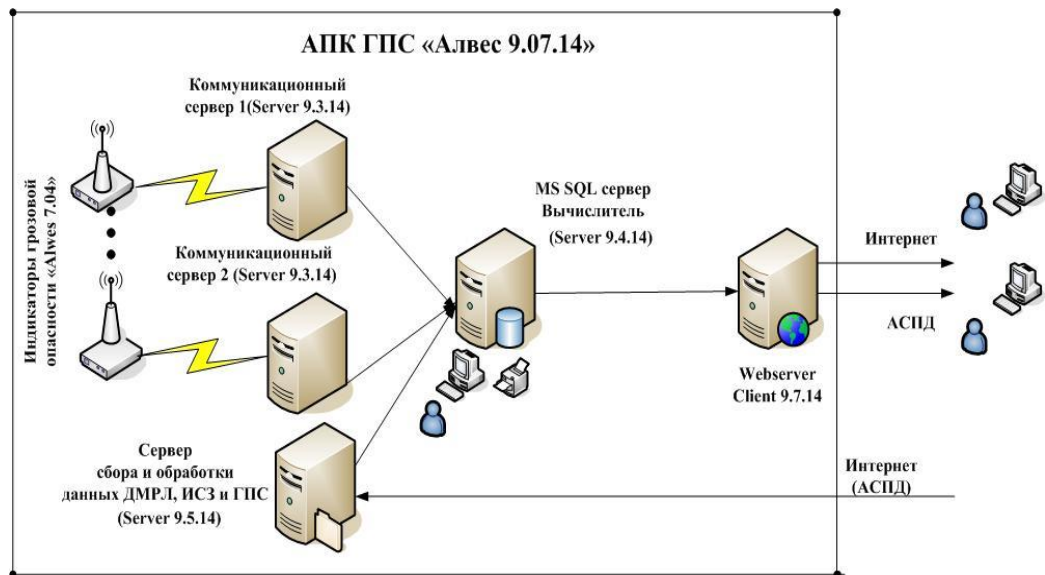 АПК ГПС «Алвес 9.07.14»
Коммуникационный
сервер 1(Server 9.3.14)
Индикаторы грозовой
опасности «Alwes 7.04»
Коммуникационный
сервер 2 (Server 9.3.14)
MS SQL сервер
Вычислитель
(Server 9.4.14)
Интернет
АСПД
Webserver
Client 9.7.14
Сервер
сбора и обработки
данных ДМРЛ, ИСЗ и ГПС
(Server 9.5.14)
Интернет
(АСПД)